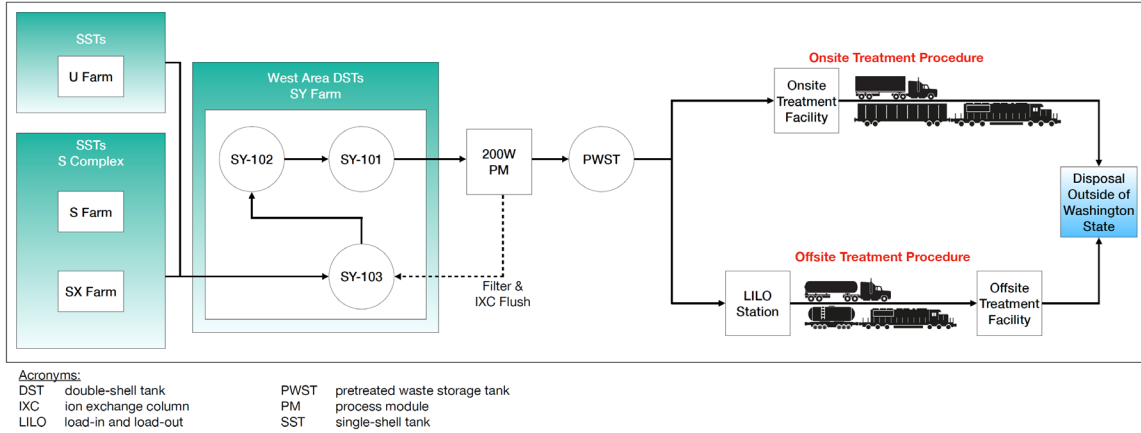 SSTs
U Farm
SSTs
S Complex
S Farm
SX Farm
West Area DSTs
SY Farm
SY-102
SY-101
SY-103
200W
PM
PWST
Filter &
IXC Flush
Onsite Treatment Procedure
Onsite
Treatment
Facility
Offsite Treatment Procedure
LILO
Station
Offsite
Treatment
Facility
Disposal
Outside of
Washington
State
Acronyms:
DST double-shell tank
IXC ion exchange column
LILO load-in and load-out
PWST pretreated waste storage tank
PM process module
SST single-shell tank